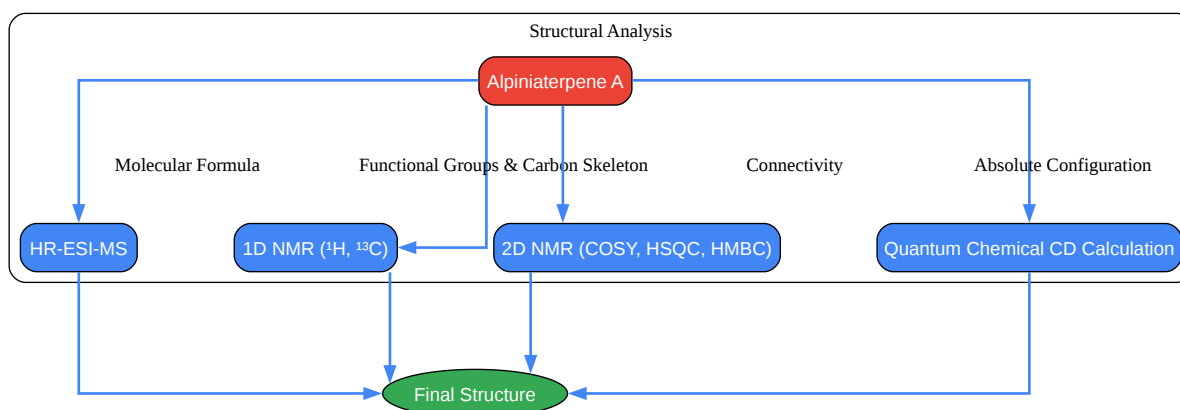 Structural Analysis
Alpiniaterpene A
Molecular Formula
Functional Groups & Carbon Skeleton
Connectivity
Absolute Configuration
HR-ESI-MS
1D NMR (¹H, ¹³C)
2D NMR (COSY, HSQC, HMBC)
Quantum Chemical CD Calculation
Final Structure